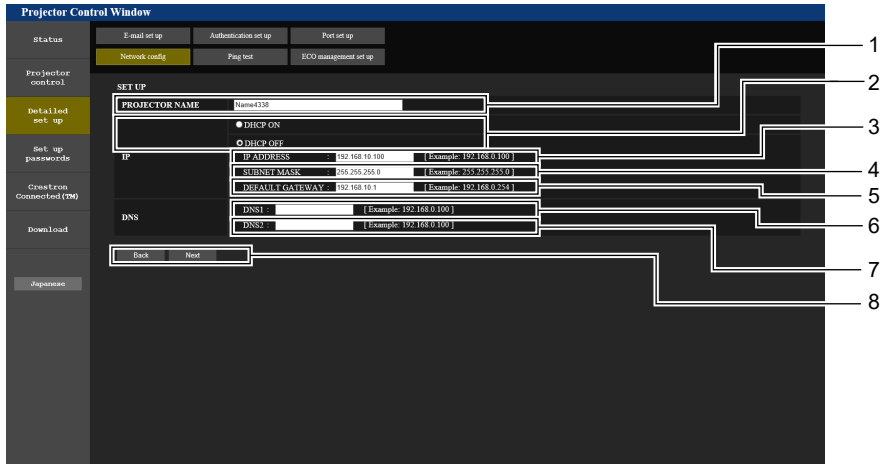 Projector Control Window
Status
Projector
control
Detailed
set up
Set up
passwords
Crestron
Connected(TM)
Download
Japanese
E-mail set up
Authentication set up
Port set up
Network config
Ping test
ECO management set up
SET UP
PROJECTOR NAME Name4338
DHCP ON
DHCP OFF
IP
IP ADDRESS : 192.168.10.100 [ Example: 192.168.0.100 ]
SUBNET MASK : 255.255.255.0 [ Example: 255.255.255.0 ]
DEFAULT GATEWAY : 192.168.10.1 [ Example: 192.168.0.254 ]
DNS
DNS1 : [ Example: 192.168.0.100 ]
DNS2 : [ Example: 192.168.0.100 ]
Back Next
1
2
3
4
5
6
7
8